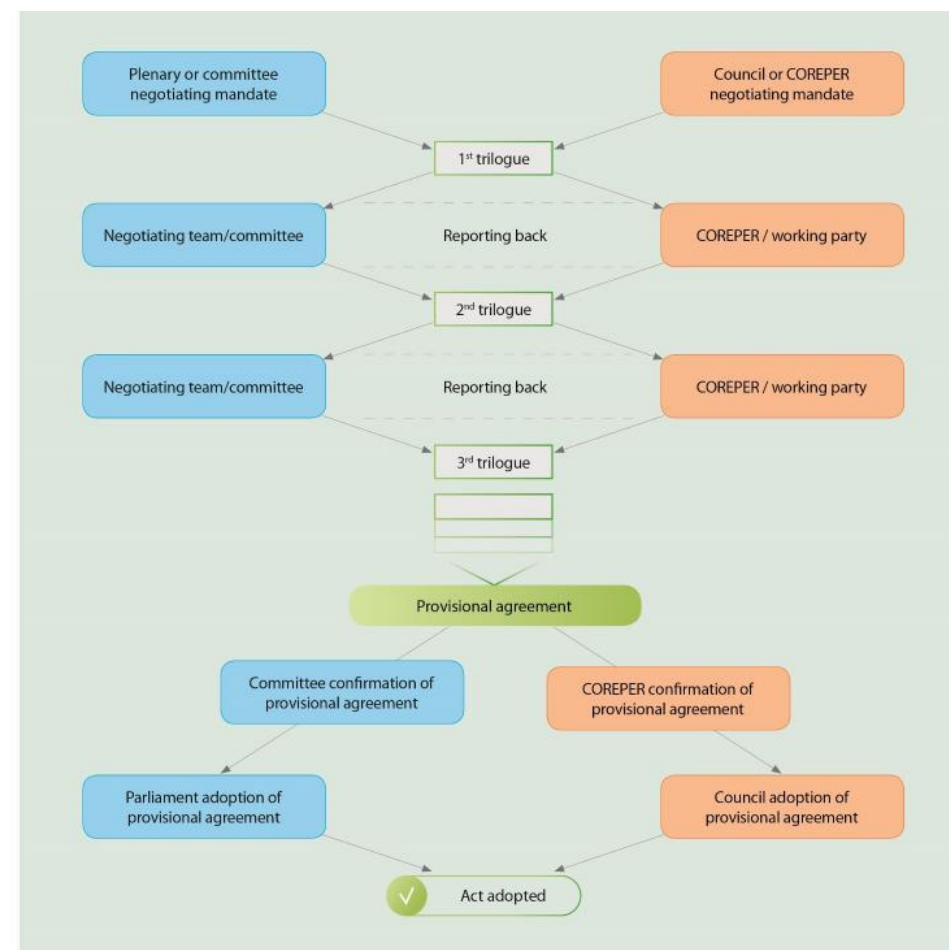 Plenary or committee
negotiating mandate
Council or COREPER
negotiating mandate
1st trilogue
Negotiating team/committee
Reporting back
COREPER / working party
2nd trilogue
Negotiating team/committee
Reporting back
COREPER / working party
3rd trilogue
Provisional agreement
Committee confirmation of
provisional agreement
COREPER confirmation of
provisional agreement
Parliament adoption of
provisional agreement
Council adoption of
provisional agreement
Act adopted